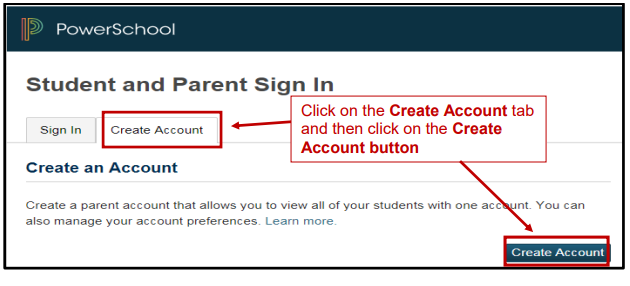 PowerSchool
Student and Parent Sign In
Click on the Create Account tab
and then click on the Create
Account button
Sign In
Create Account
Create an Account
Create a parent account that allows you to view all of your students with one account. You can
also manage your account preferences. Learn more.
Create Account